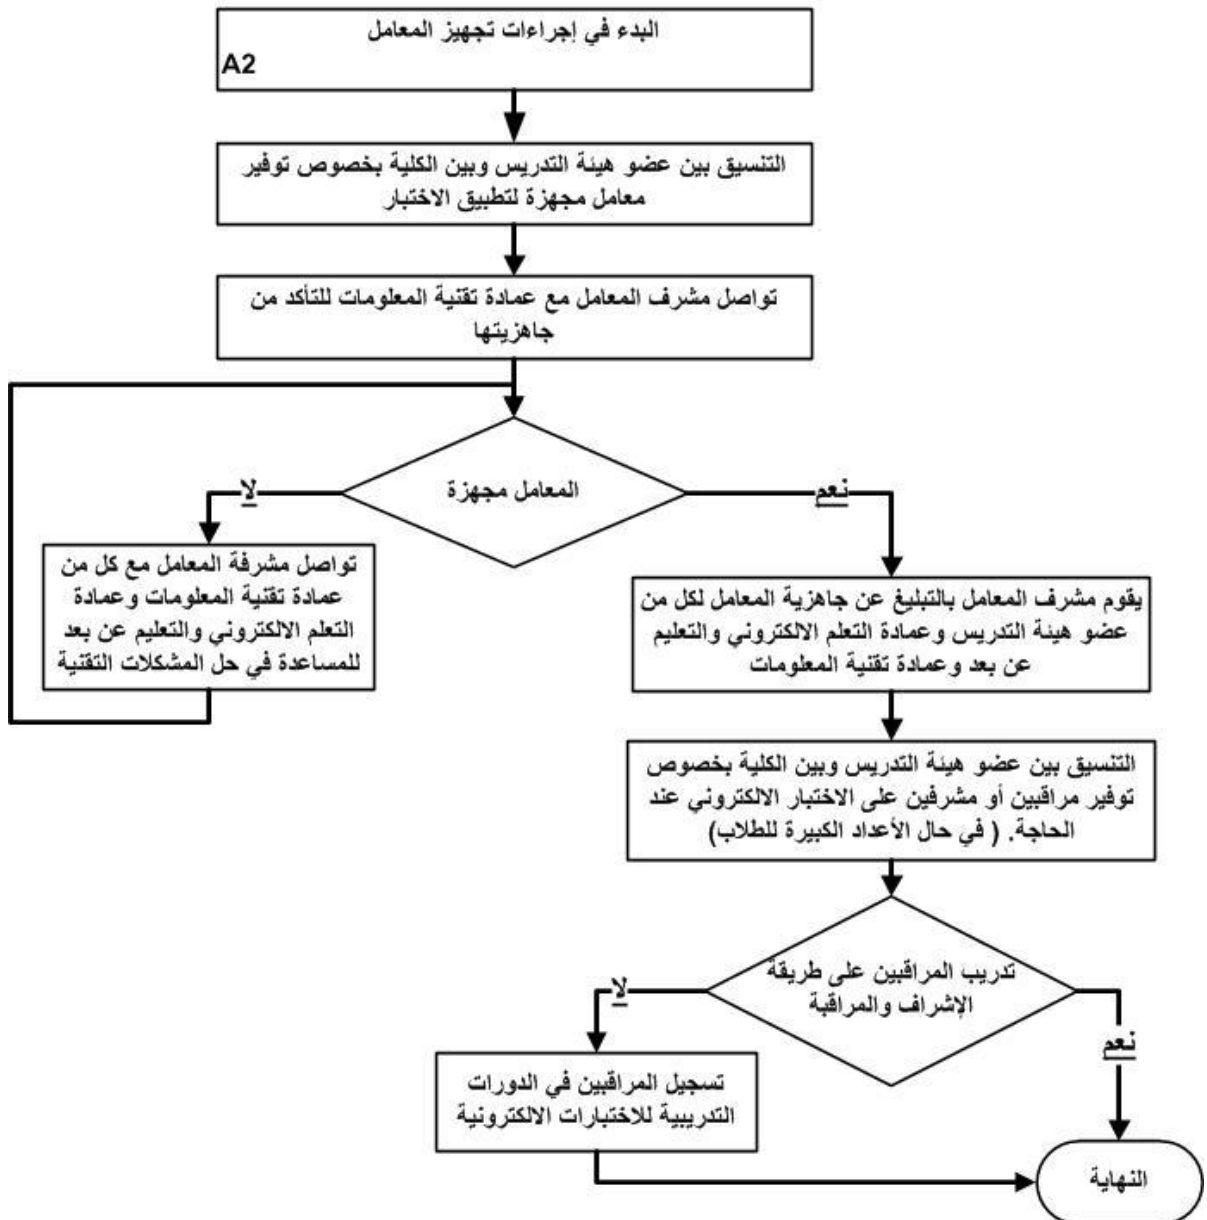 البدء في إجراءات تجهيز المعامل
A2
التنسيق بين عضو هيئة التدريس وبين الكلية بخصوص توفير
معامل مجهزة لتطبيق الاختبار
تواصل مشرف المعامل مع عمادة تقنية المعلومات للتأكد من
جاهزيتها
المعامل مجهزة
نعم
لا
تواصل مشرفة المعامل مع كل من
عمادة تقنية المعلومات وعمادة
التعلم الالكتروني والتعليم عن بعد
للمساعدة في حل المشكلات التقنية
يقوم مشرف المعامل بالتبليغ عن جاهزية المعامل لكل من
عضو هيئة التدريس وعمادة التعلم الالكتروني والتعليم
عن بعد وعمادة تقنية المعلومات
التنسيق بين عضو هيئة التدريس وبين الكلية بخصوص
توفير مراقبين أو مشرفين على الاختبار الالكتروني عند
الحاجة. ( في حال الأعداد الكبيرة للطلاب)
تدريب المراقبين على طريقة
الإشراف والمراقبة
لا
نعم
تسجيل المراقبين في الدورات
التدريبية للاختبارات الالكترونية
النهاية